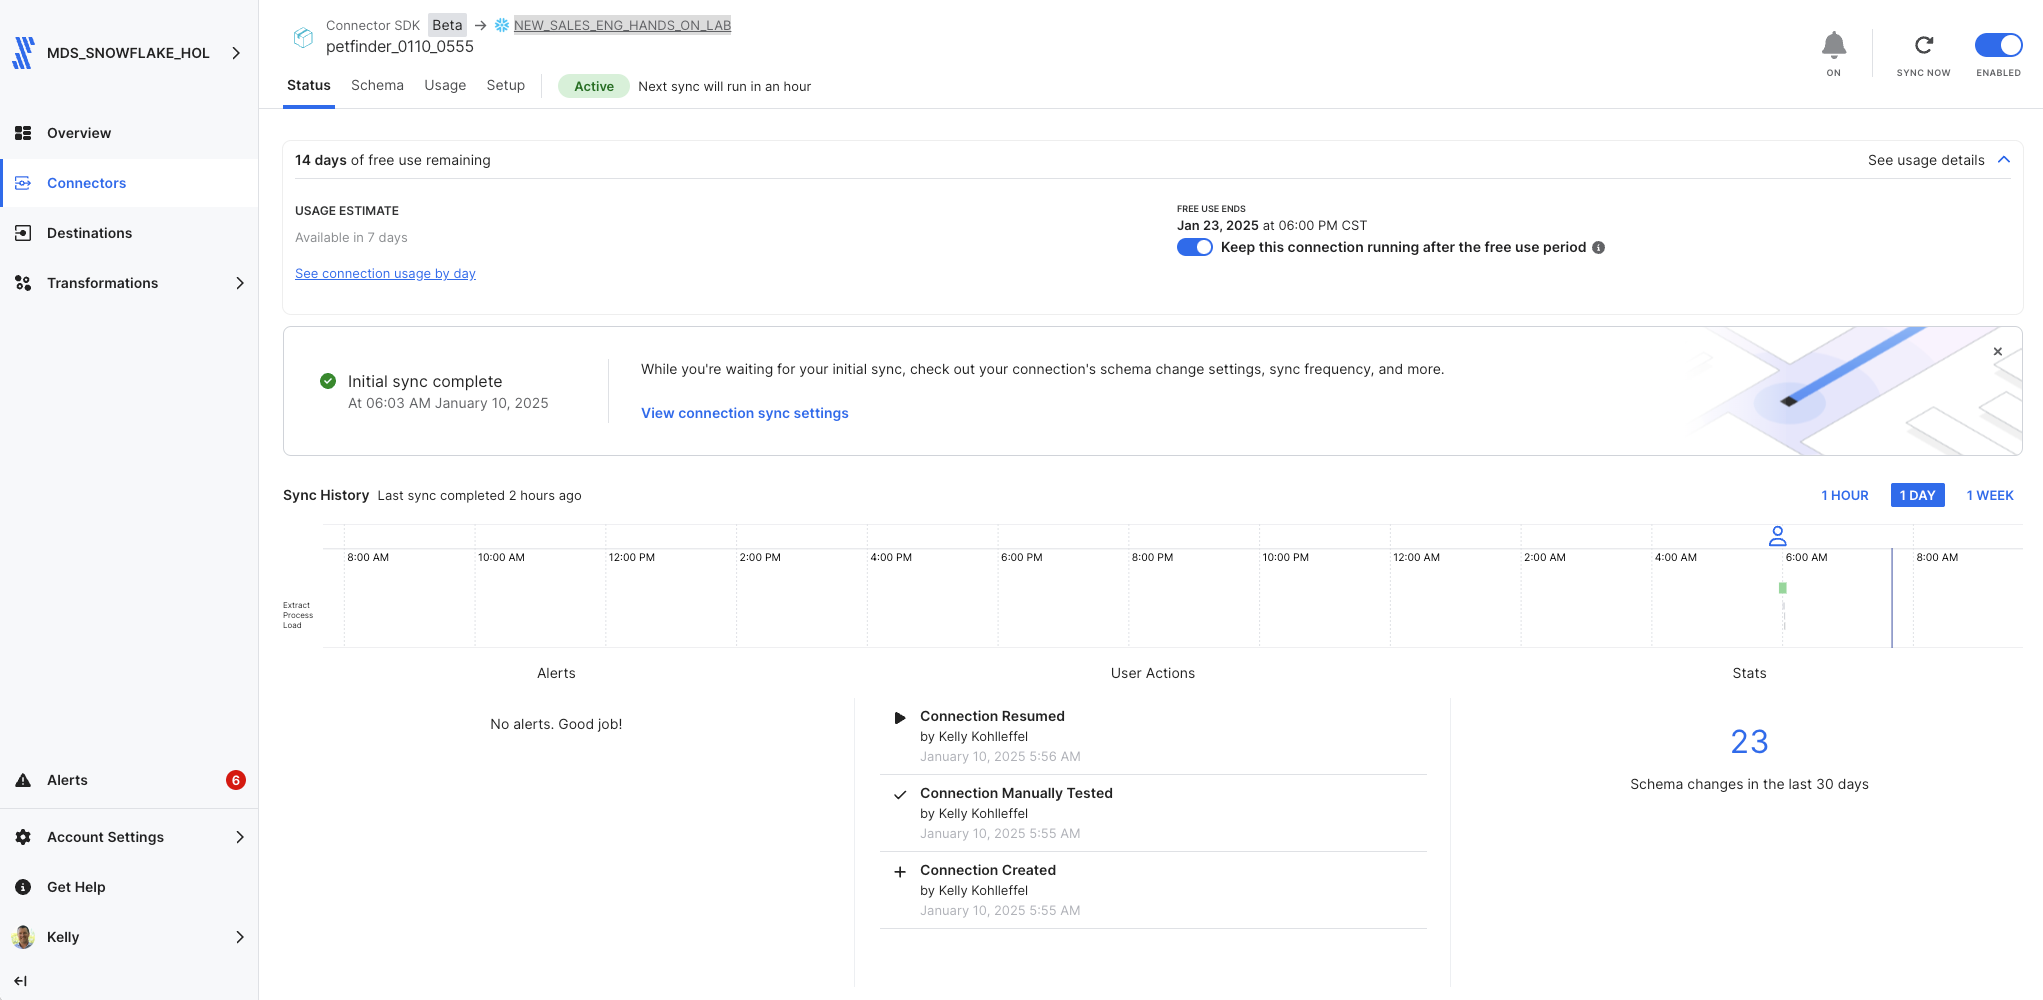 MDS_SNOWFLAKE_HOL
Overview
Connectors
Destinations
Transformations
Alerts
6
Account Settings
Get Help
Kelly
Connector SDK Beta → NEW_SALES_ENG_HANDS_ON_LAB
petfinder_0110_0555
ON
SYNC NOW
ENABLED
Status Schema Usage Setup Active Next sync will run in an hour
14 days of free use remaining
See usage details
USAGE ESTIMATE
Available in 7 days
See connection usage by day
FREE USE ENDS
Jan 23, 2025 at 06:00 PM CST
Keep this connection running after the free use period
Initial sync complete
At 06:03 AM January 10, 2025
While you're waiting for your initial sync, check out your connection's schema change settings, sync frequency, and more.
View connection sync settings
Sync History Last sync completed 2 hours ago
1 HOUR 1 DAY 1 WEEK
8:00 AM 10:00 AM 12:00 PM 2:00 PM 4:00 PM 6:00 PM 8:00 PM 10:00 PM 12:00 AM 2:00 AM 4:00 AM 6:00 AM 8:00 AM
Extract
Process
Load
Alerts
No alerts. Good job!
User Actions
Connection Resumed
by Kelly Kohlleffel
January 10, 2025 5:56 AM
Connection Manually Tested
by Kelly Kohlleffel
January 10, 2025 5:55 AM
Connection Created
by Kelly Kohlleffel
January 10, 2025 5:55 AM
Stats
23
Schema changes in the last 30 days